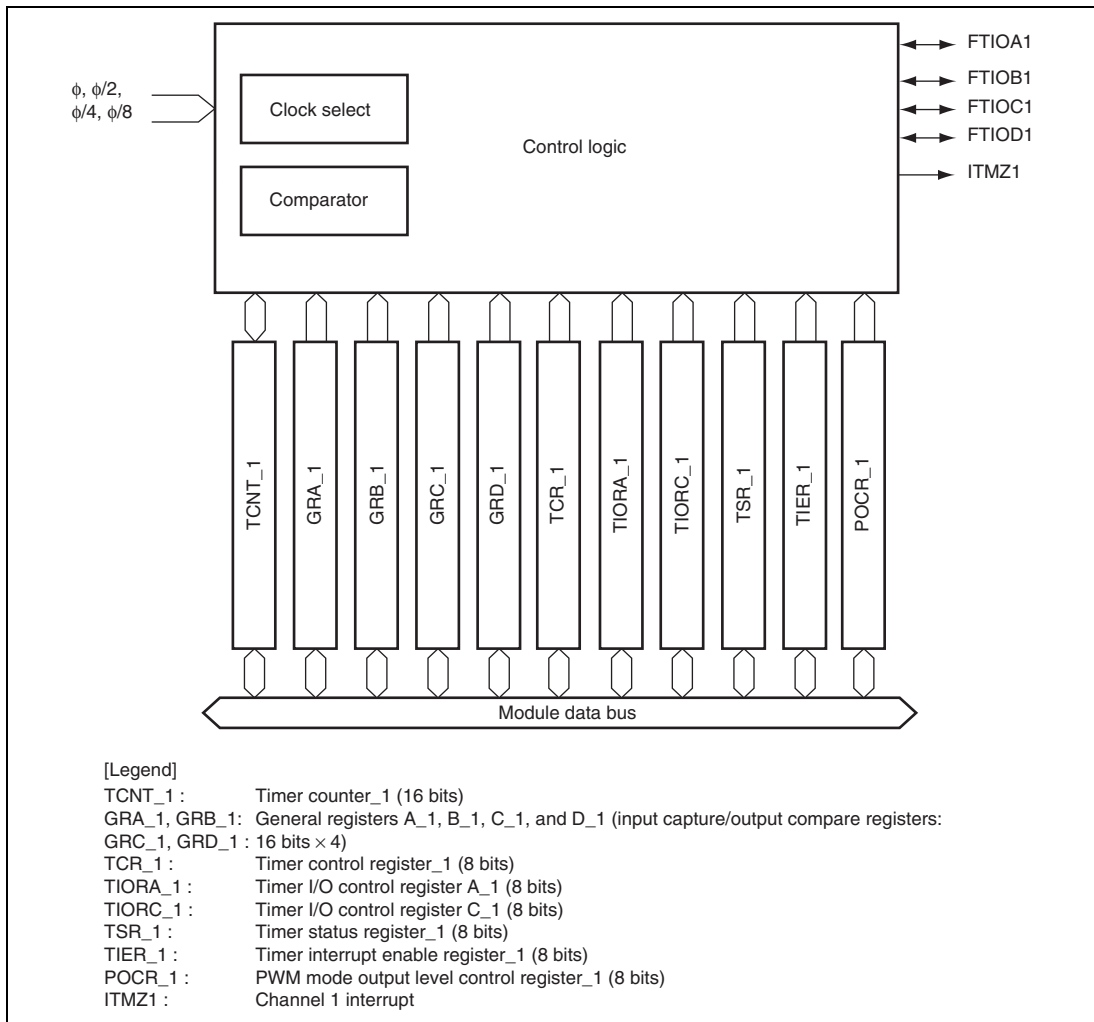 ϕ, ϕ/2,
ϕ/4, ϕ/8
Clock select
Comparator
Control logic
FTIOA1
FTIOB1
FTIOC1
FTIOD1
ITMZ1
TCNT_1
GRA_1
GRB_1
GRC_1
GRD_1
TCR_1
TIORA_1
TIORC_1
TSR_1
TIER_1
POCR_1
Module data bus
[Legend]
TCNT_1 : Timer counter_1 (16 bits)
GRA_1, GRB_1: General registers A_1, B_1, C_1, and D_1 (input capture/output compare registers:
GRC_1, GRD_1 : 16 bits × 4)
TCR_1 : Timer control register_1 (8 bits)
TIORA_1 : Timer I/O control register A_1 (8 bits)
TIORC_1 : Timer I/O control register C_1 (8 bits)
TSR_1 : Timer status register_1 (8 bits)
TIER_1 : Timer interrupt enable register_1 (8 bits)
POCR_1 : PWM mode output level control register_1 (8 bits)
ITMZ1 : Channel 1 interrupt